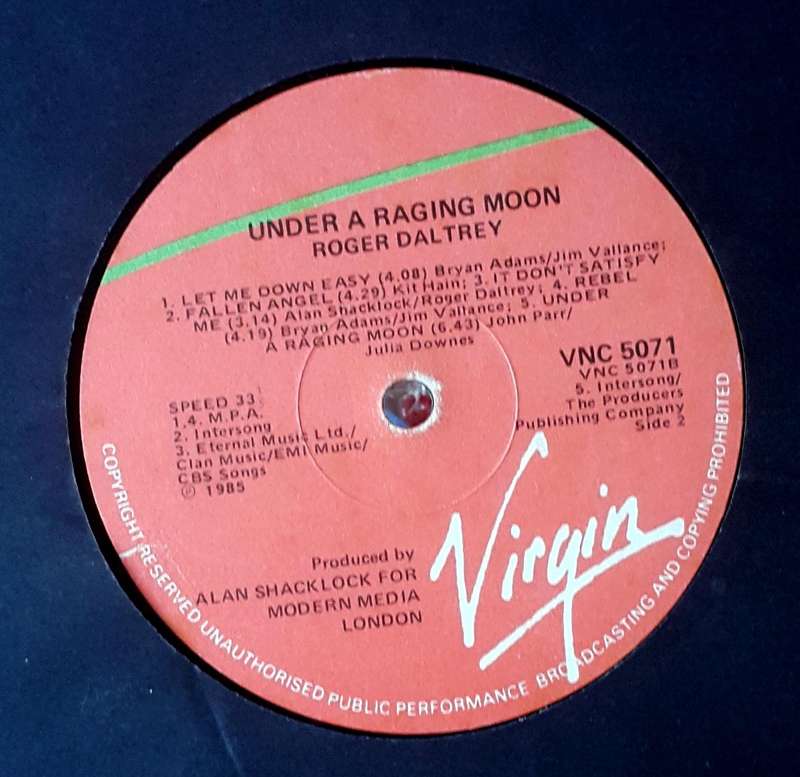 UNDER A RAGING MOON
ROGER DALTREY
1. LET ME DOWN EASY (4.08) Bryan Adams/Jim Vallance;
2. FALLEN ANGEL (4.29) Kit Hain; 3. IT DON'T SATISFY
ME (3.14) Alan Shacklock/Roger Daltrey; 4. REBEL
(4.19) Bryan Adams/Jim Vallance; 5. UNDER
A RAGING MOON (6.43) John Parr/
Julia Downes
SPEED 33
1.4. M.P.A.
2. Intersong
3. Eternal Music Ltd./
Clan Music/EMI Music/
CBS Songs
℗ 1985
VNC 5071
VNC 5071B
5. Intersong/
The Producers
Publishing Company
Side 2
Produced by
ALAN SHACKLOCK FOR
MODERN MEDIA
LONDON
Virgin
COPYRIGHT RESERVED UNAUTHORISED PUBLIC PERFORMANCE BROADCASTING AND COPYING PROHIBITED